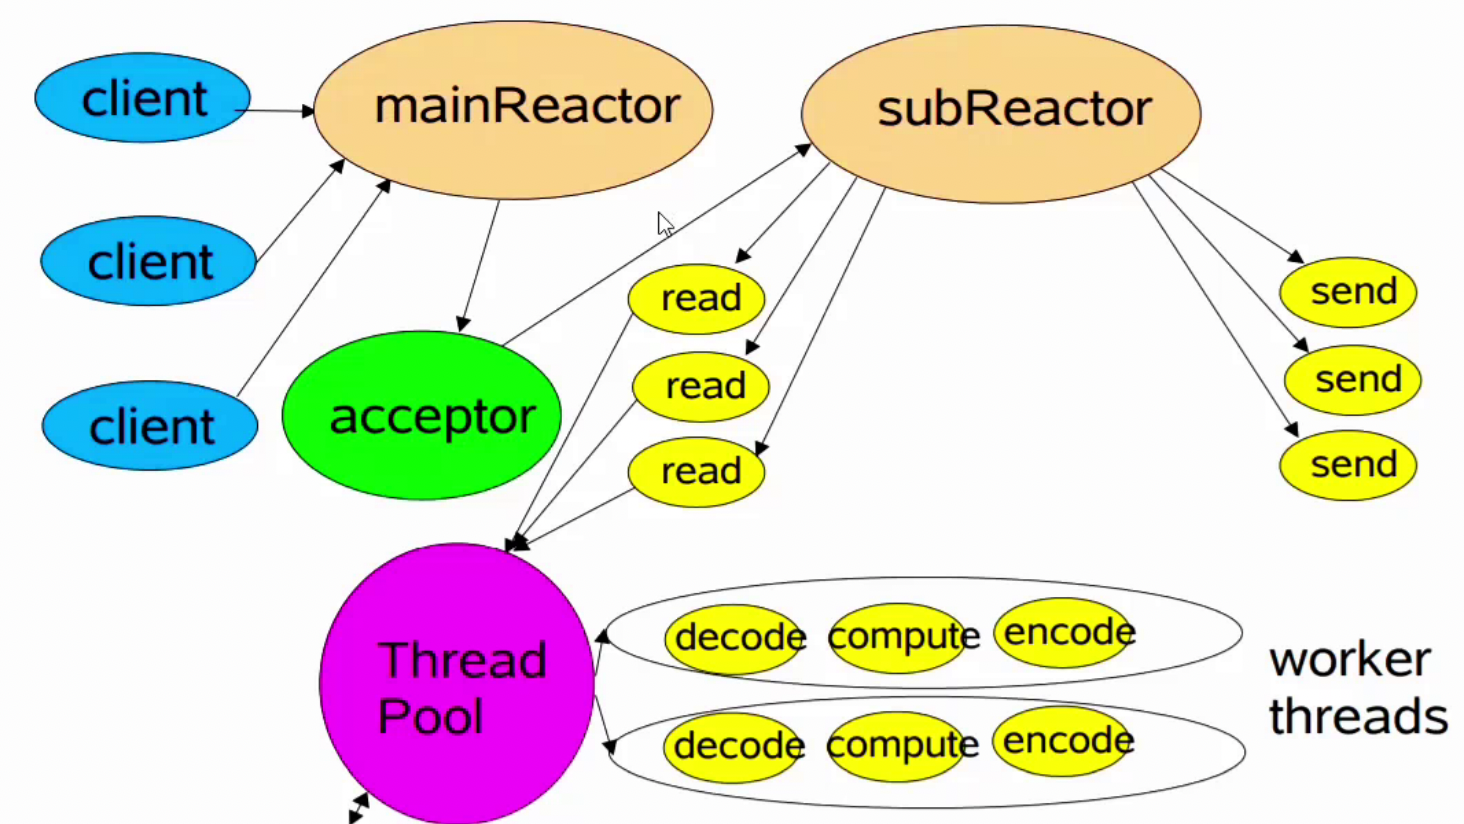 client
mainReactor
subReactor
client
client
acceptor
read
read
read
send
send
send
Thread
Pool
decode compute encode
decode compute encode
worker
threads